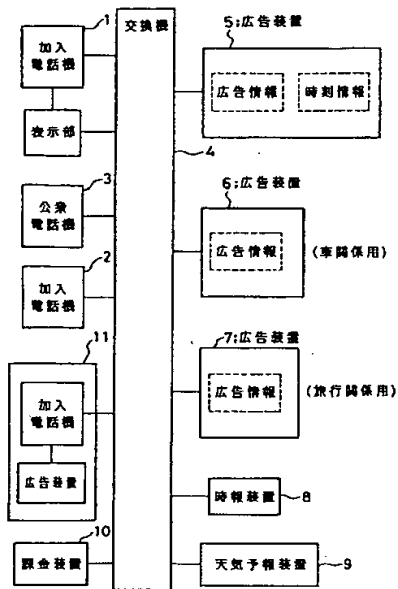 1
加入
電話機
表示部
3
公衆
電話機
2
加入
電話機
11
加入
電話機
広告装置
10
課金装置
交換機
4
5;広告装置
広告情報
時刻情報
6;広告装置
広告情報
(車関係用)
7;広告装置
広告情報
(旅行関係用)
時報装置
8
天気予報装置
9